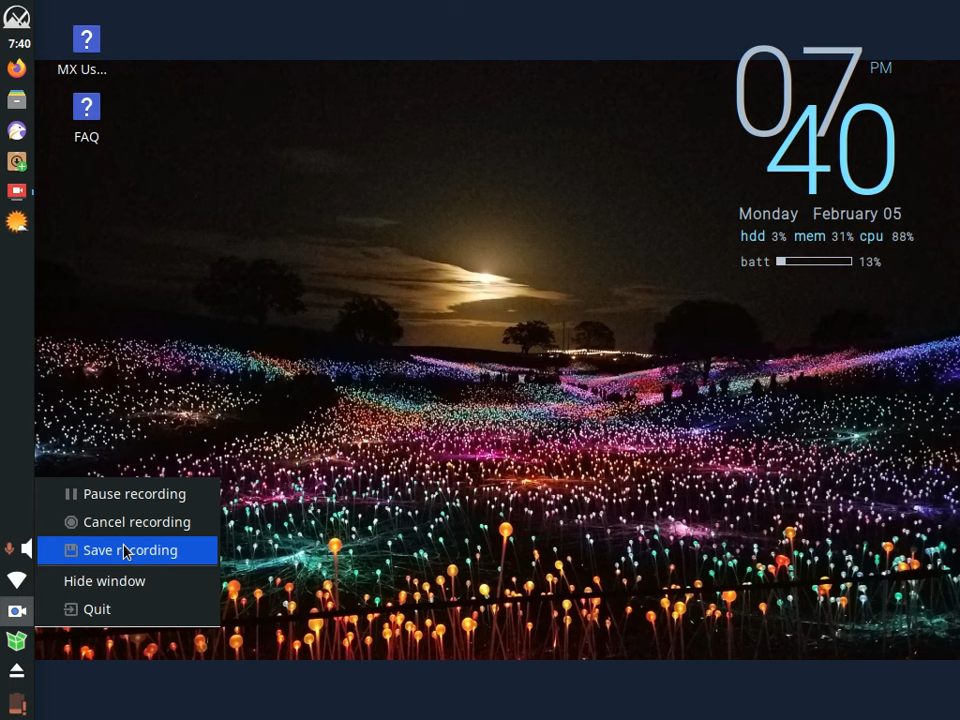 7:40
MX Us...
FAQ
07 PM
40
Monday February 05
hdd 3% mem 31% cpu 88%
batt 13%
Pause recording
Cancel recording
Save recording
Hide window
Quit